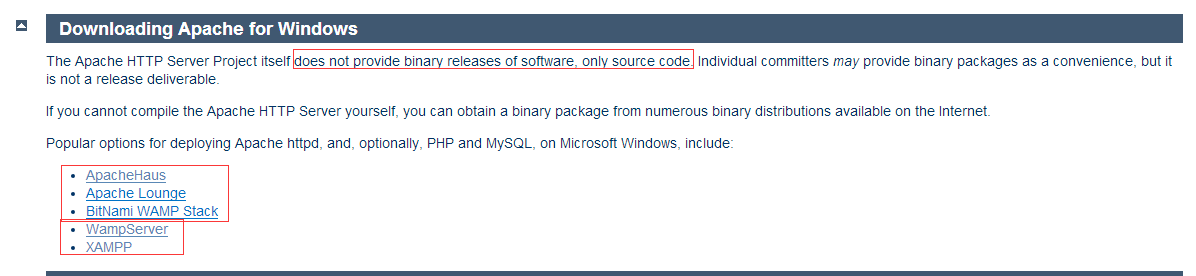 Downloading Apache for Windows
The Apache HTTP Server Project itself does not provide binary releases of software, only source code. Individual committers may provide binary packages as a convenience, but it
is not a release deliverable.
If you cannot compile the Apache HTTP Server yourself, you can obtain a binary package from numerous binary distributions available on the Internet.
Popular options for deploying Apache httpd, and, optionally, PHP and MySQL, on Microsoft Windows, include:
• ApacheHaus
• Apache Lounge
• BitNami WAMP Stack
• WampServer
• XAMPP